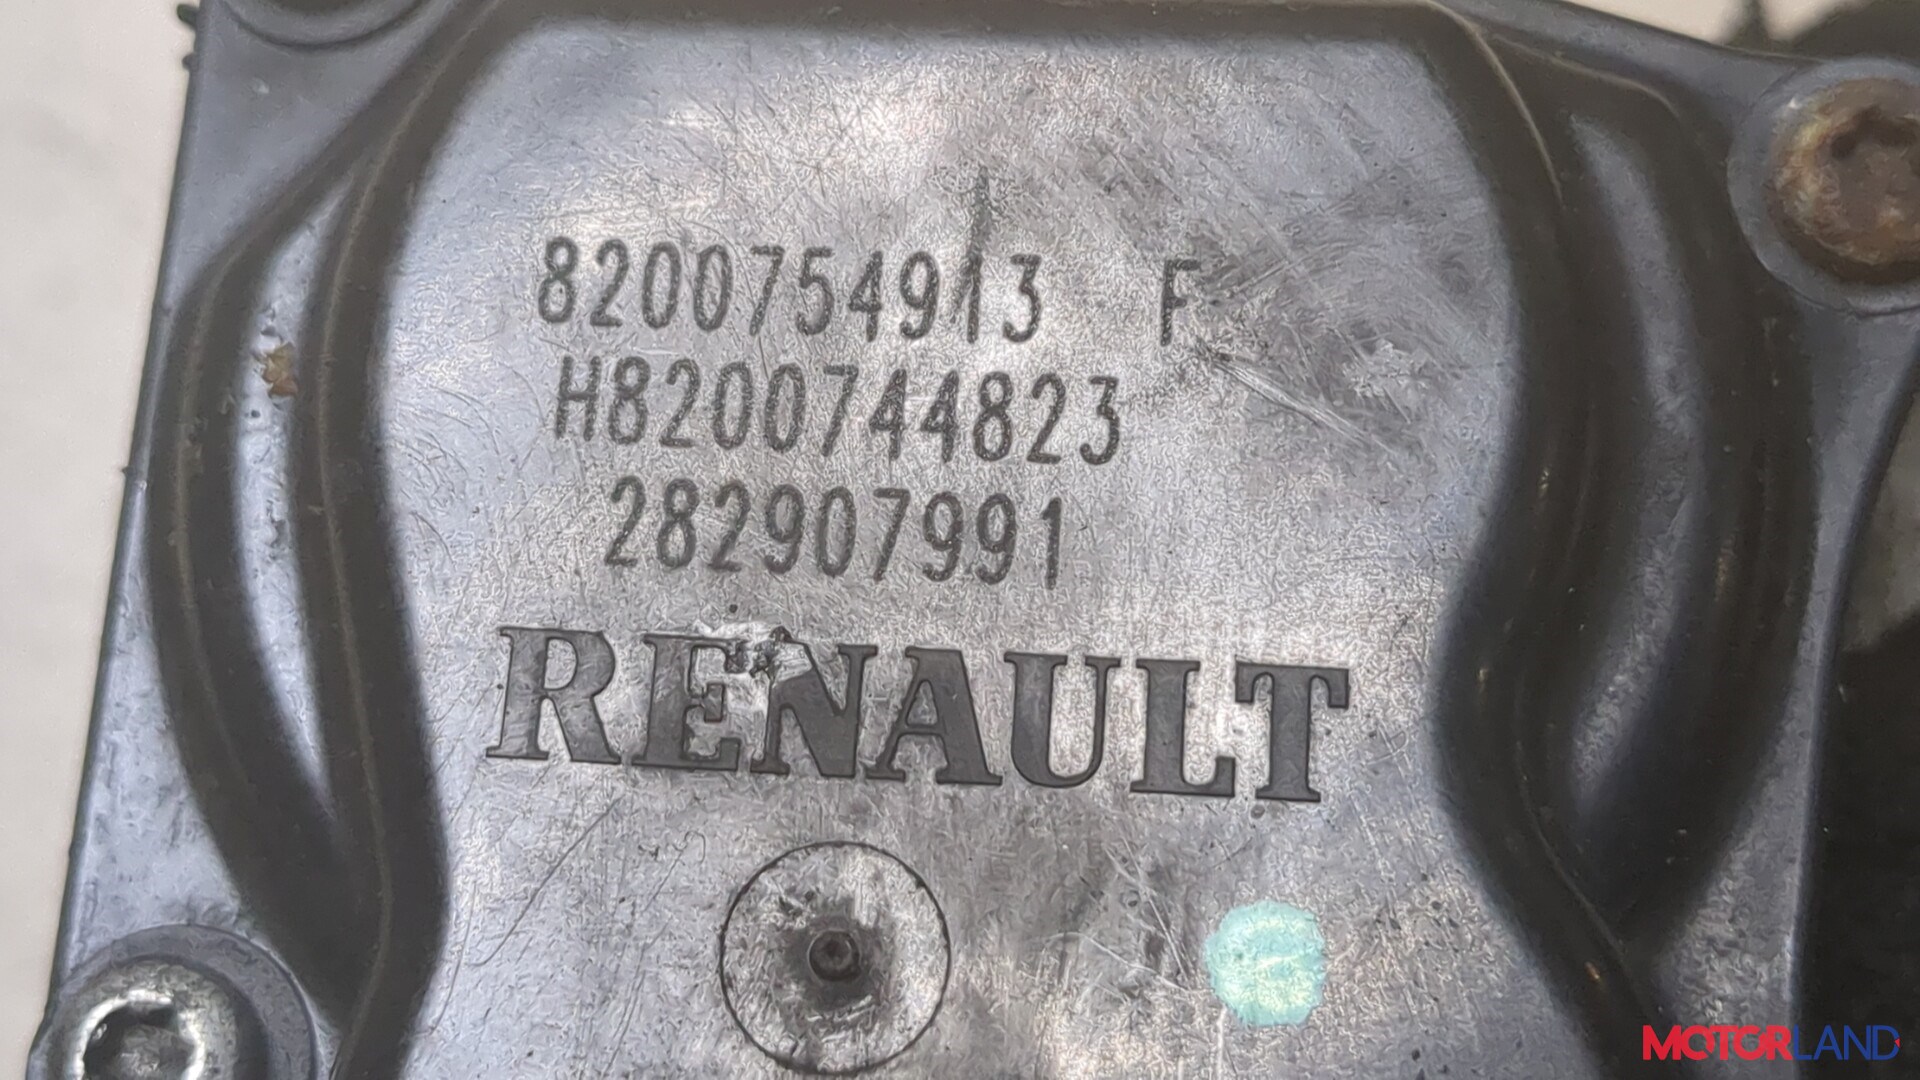 8200754913 F
H8200744823
282907991
RENAULT
MOTORLAND